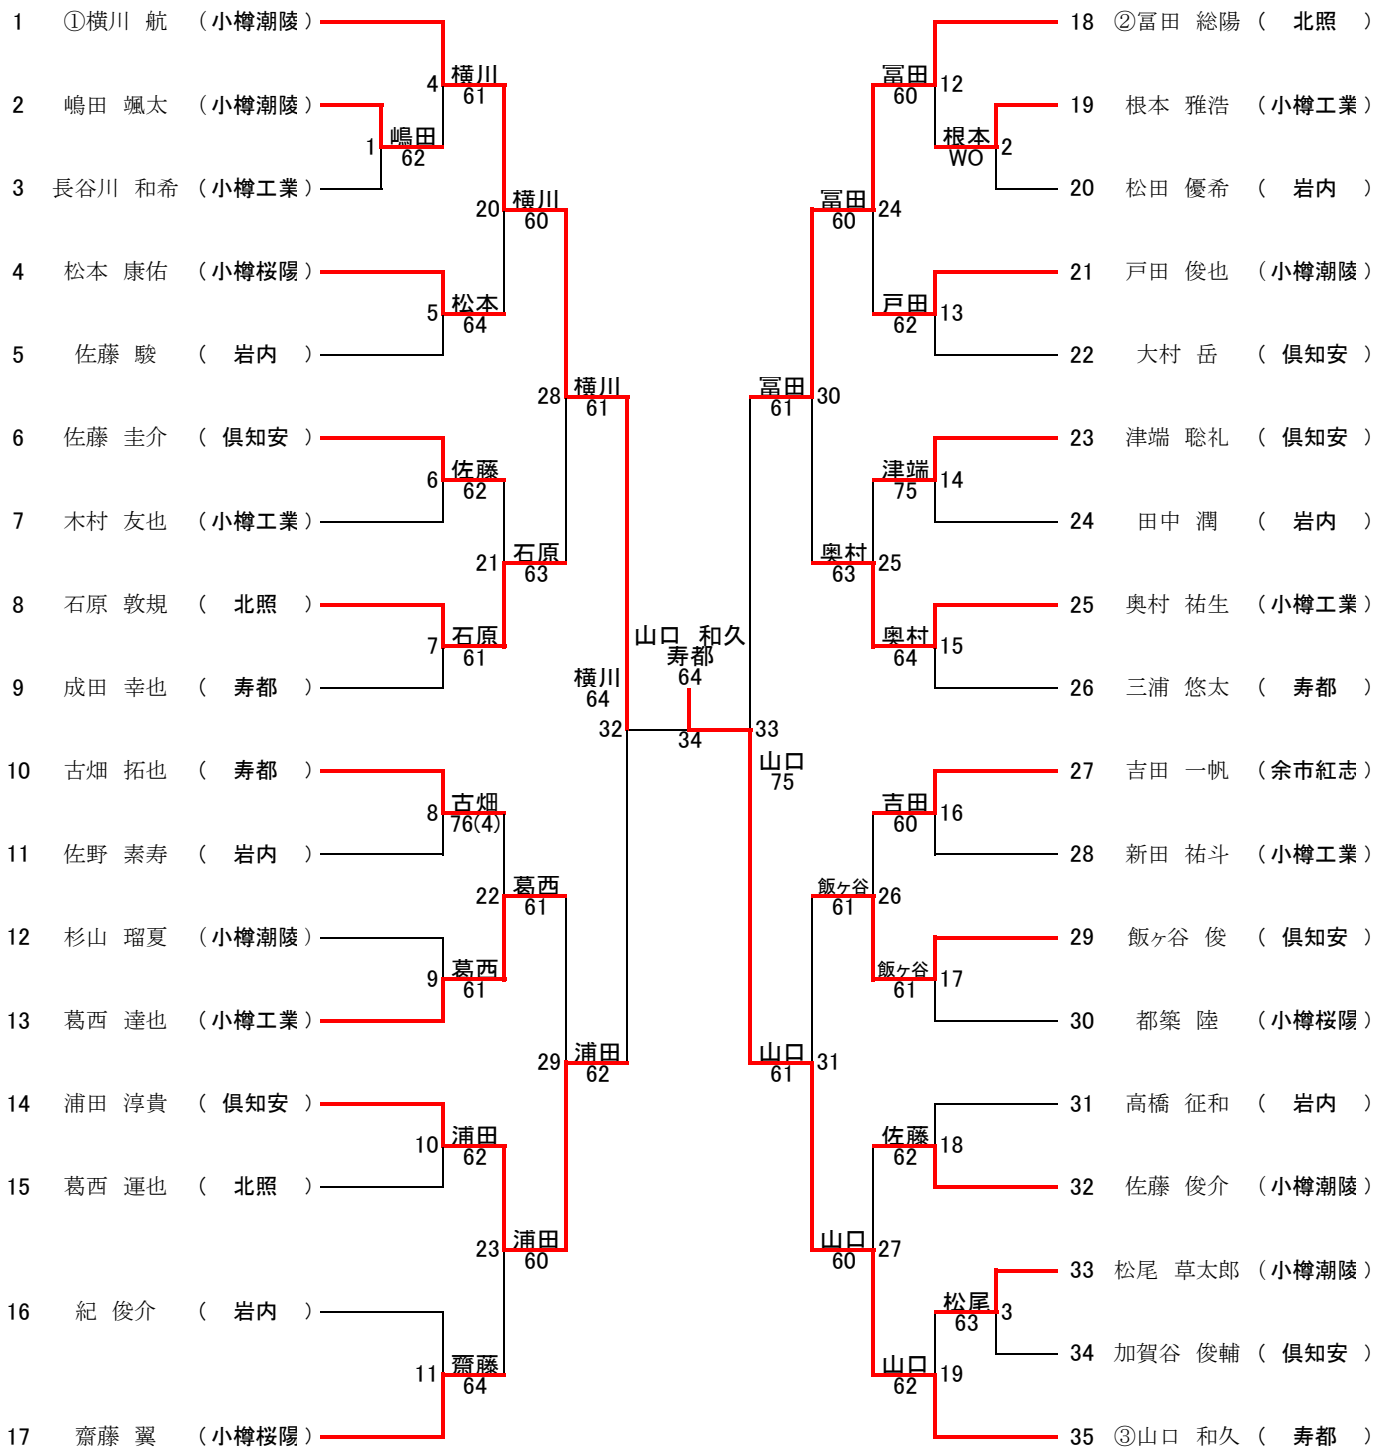 1 ①横川 航 (小樽潮陵)
2 嶋田 颯太 (小樽潮陵)
3 長谷川 和希 (小樽工業)
4 松本 康佑 (小樽桜陽)
5 佐藤 駿 (岩内)
6 佐藤 圭介 (倶知安)
7 木村 友也 (小樽工業)
8 石原 敦規 (北照)
9 成田 幸也 (寿都)
10 古畑 拓也 (寿都)
11 佐野 素寿 (岩内)
12 杉山 瑠夏 (小樽潮陵)
13 葛西 達也 (小樽工業)
14 浦田 淳貴 (倶知安)
15 葛西 運也 (北照)
16 紀 俊介 (岩内)
17 齋藤 翼 (小樽桜陽)
1 嶋田 62
4 横川 61
5 松本 64
6 佐藤 62
7 石原 61
8 古畑 76(4)
9 葛西 61
10 浦田 62
11 齋藤 64
20 横川 60
21 石原 63
22 葛西 61
23 浦田 60
28 横川 61
29 浦田 62
横川 64
32
山口 和久
寿都
64
34
33
山口
75
冨田 61 30
山口 61 31
冨田 60 24
奥村 63 25
飯ヶ谷 61 26
山口 60 27
冨田 60 12
根本 WO 2
戸田 62 13
津端 75 14
奥村 64 15
吉田 60 16
飯ヶ谷 61 17
佐藤 62 18
松尾 63 3
山口 62 19
18 ②冨田 総陽 (北照)
19 根本 雅浩 (小樽工業)
20 松田 優希 (岩内)
21 戸田 俊也 (小樽潮陵)
22 大村 岳 (倶知安)
23 津端 聡礼 (倶知安)
24 田中 潤 (岩内)
25 奥村 祐生 (小樽工業)
26 三浦 悠太 (寿都)
27 吉田 一帆 (余市紅志)
28 新田 祐斗 (小樽工業)
29 飯ヶ谷 俊 (倶知安)
30 都築 陸 (小樽桜陽)
31 高橋 征和 (岩内)
32 佐藤 俊介 (小樽潮陵)
33 松尾 草太郎 (小樽潮陵)
34 加賀谷 俊輔 (倶知安)
35 ③山口 和久 (寿都)